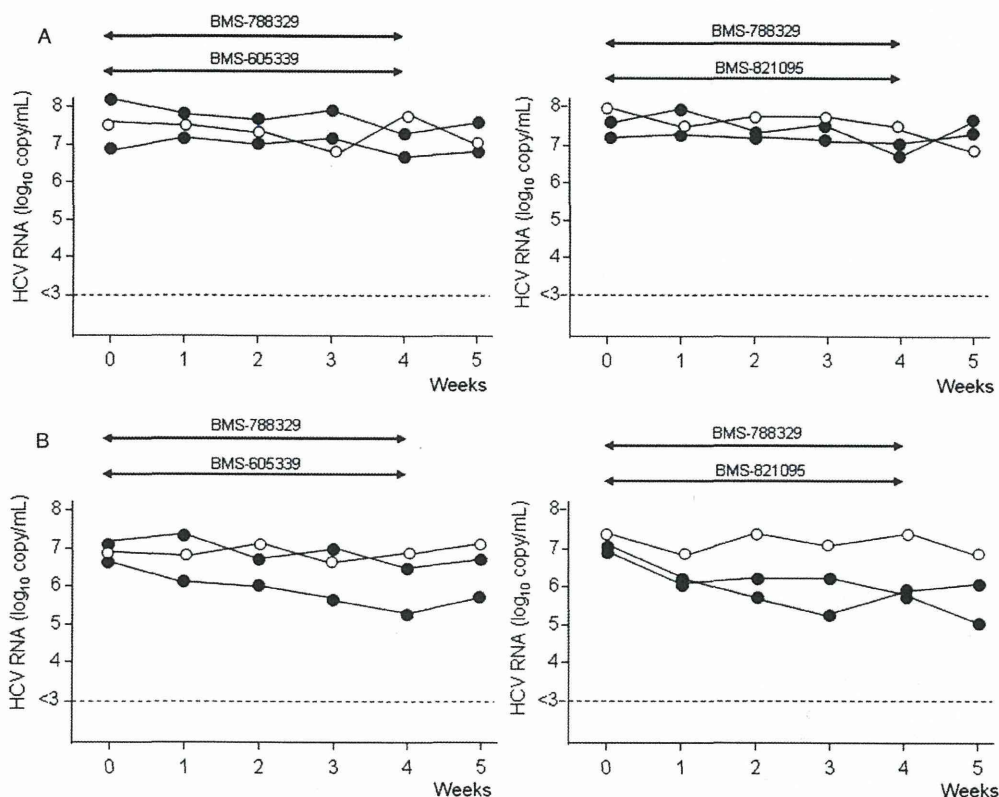 A
BMS-788329
BMS-605339
HCV RNA (log₁₀ copy/mL)
8
7
6
5
4
<3
0 1 2 3 4 5
Weeks
BMS-788329
BMS-821095
HCV RNA (log₁₀ copy/mL)
8
7
6
5
4
<3
0 1 2 3 4 5
Weeks
B
BMS-788329
BMS-605339
HCV RNA (log₁₀ copy/mL)
8
7
6
5
4
<3
0 1 2 3 4 5
Weeks
BMS-788329
BMS-821095
HCV RNA (log₁₀ copy/mL)
8
7
6
5
4
<3
0 1 2 3 4 5
Weeks